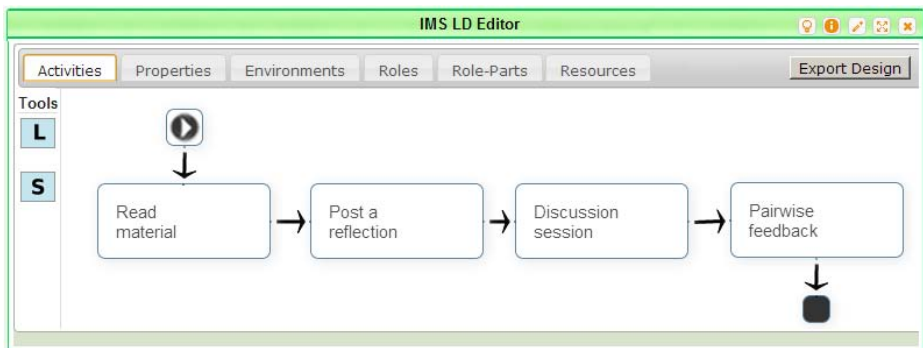 IMS LD Editor
Activities Properties Environments Roles Role-Parts Resources Export Design
Tools
L
S
Read
material
Post a
reflection
Discussion
session
Pairwise
feedback